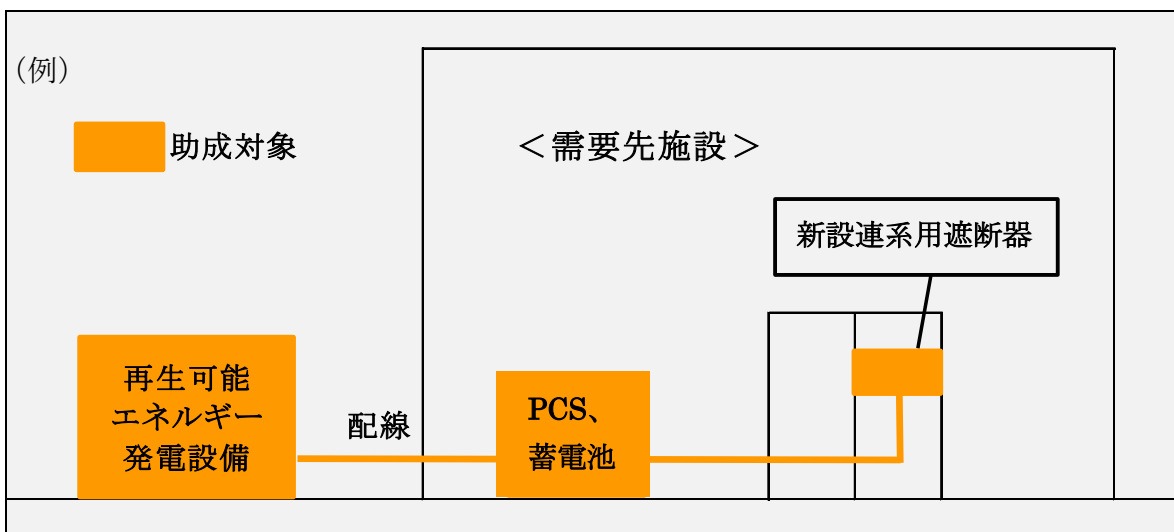 （例）
助成対象
＜需要先施設＞
新設連系用遮断器
再生可能
エネルギー
発電設備
配線
PCS、
蓄電池